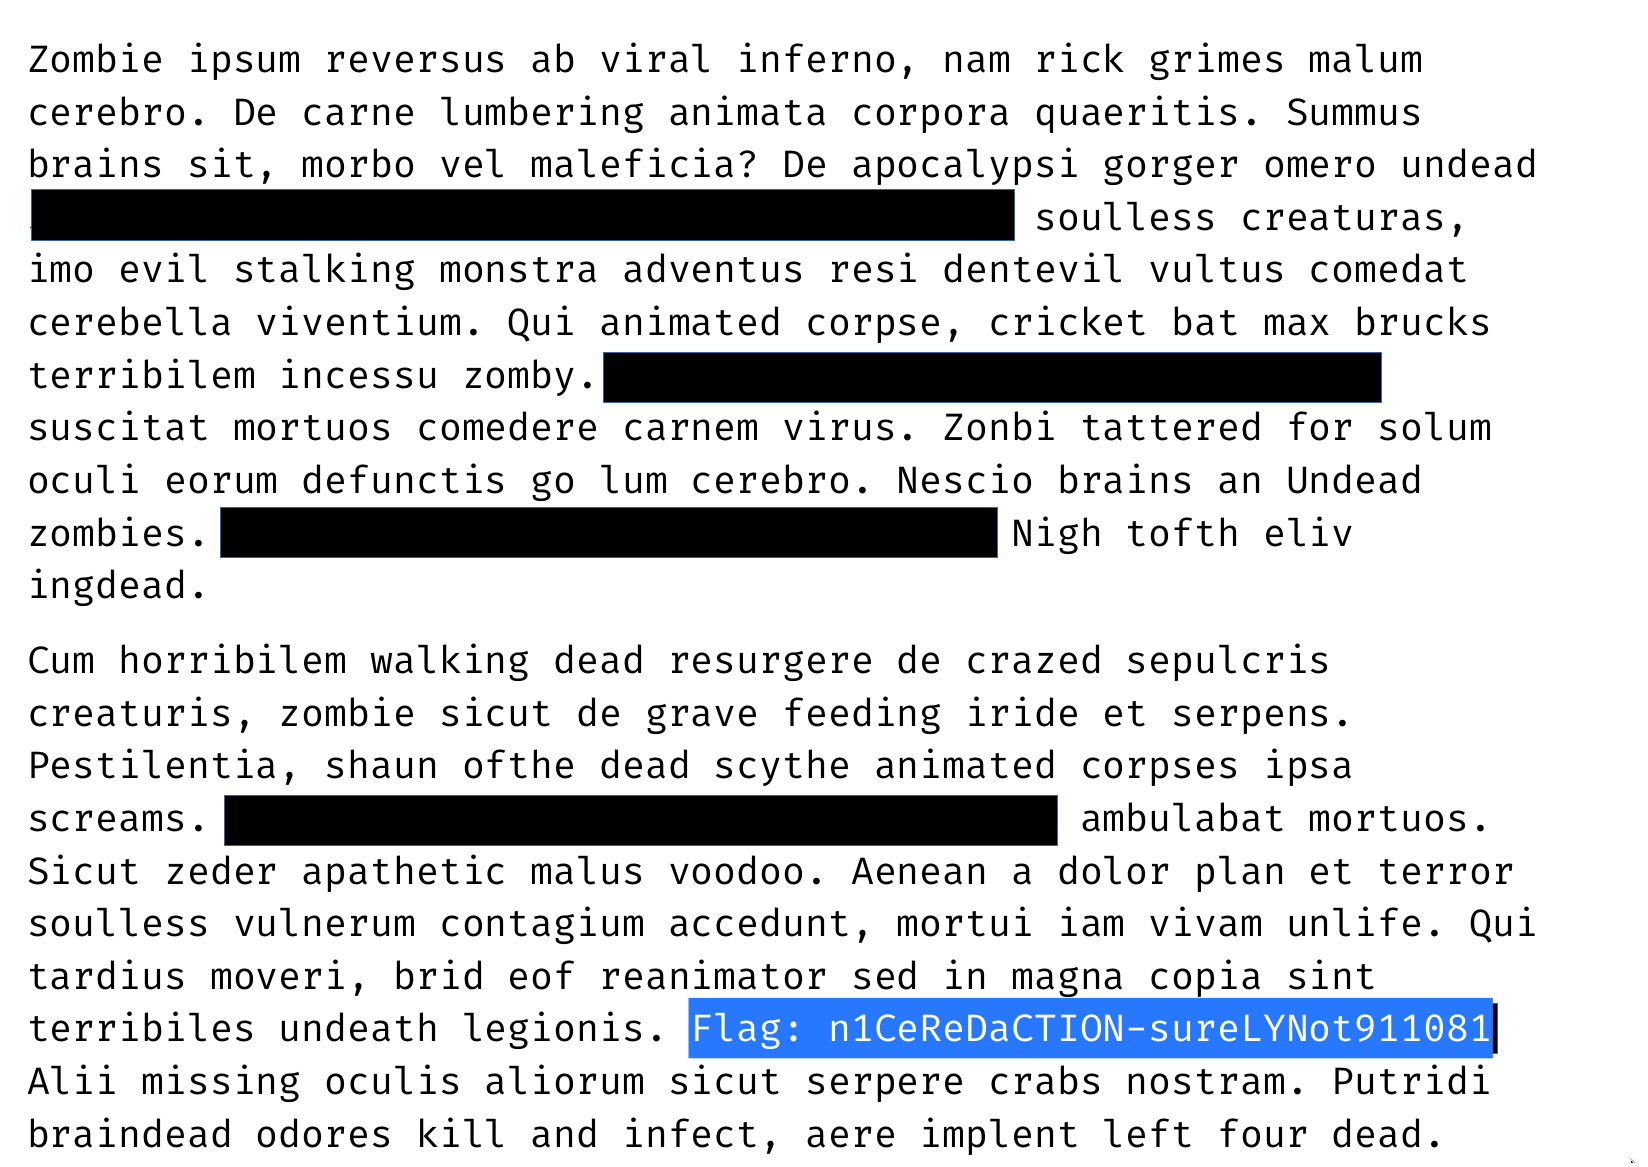 Zombie ipsum reversus ab viral inferno, nam rick grimes malum
cerebro. De carne lumbering animata corpora quaeritis. Summus
brains sit, morbo vel maleficia? De apocalypsi gorger omero undead
soulless creaturas,
imo evil stalking monstra adventus resi dentevil vultus comedat
cerebella viventium. Qui animated corpse, cricket bat max brucks
terribilem incessu zomby.
suscitat mortuos comedere carnem virus. Zonbi tattered for solum
oculi eorum defunctis go lum cerebro. Nescio brains an Undead
zombies. Nigh tofth eliv
ingdead.
Cum horribilem walking dead resurgere de crazed sepulcris
creaturis, zombie sicut de grave feeding iride et serpens.
Pestilentia, shaun ofthe dead scythe animated corpses ipsa
screams. ambulabat mortuos.
Sicut zeder apathetic malus voodoo. Aenean a dolor plan et terror
soulless vulnerum contagium accedunt, mortui iam vivam unlife. Qui
tardius moveri, brid eof reanimator sed in magna copia sint
terribiles undeath legionis. Flag: n1CeReDaCTION-sureLYNot911081
Alii missing oculis aliorum sicut serpere crabs nostram. Putridi
braindead odores kill and infect, aere implent left four dead.